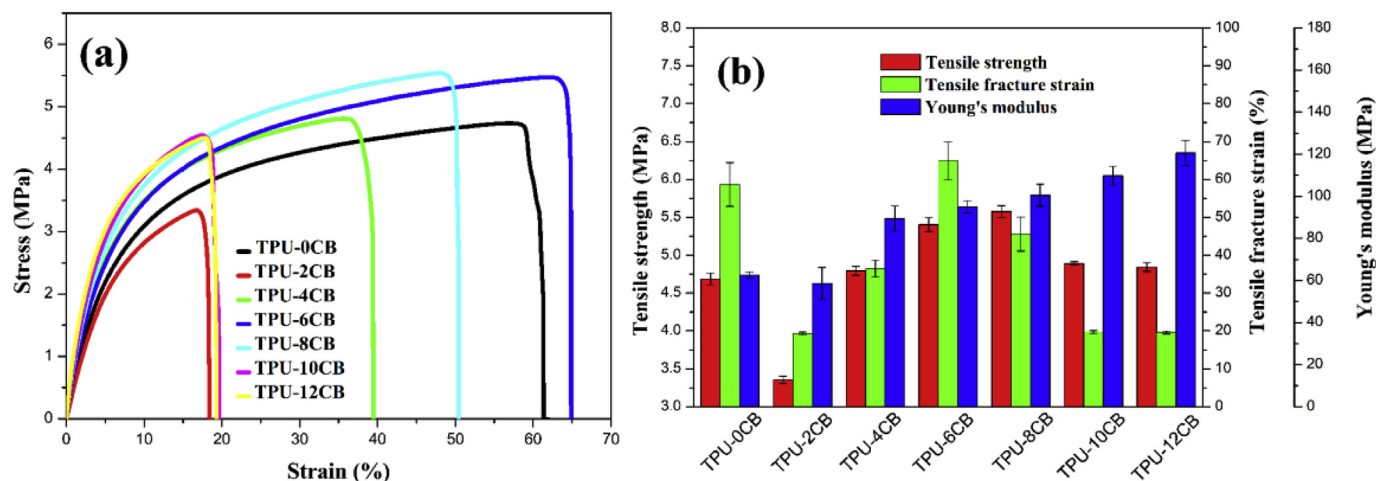 (a)
Stress (MPa)
6
5
4
3
2
1
0
TPU-0CB
TPU-2CB
TPU-4CB
TPU-6CB
TPU-8CB
TPU-10CB
TPU-12CB
0 10 20 30 40 50 60 70
Strain (%)
(b)
Tensile strength (MPa)
8.0
7.5
7.0
6.5
6.0
5.5
5.0
4.5
4.0
3.5
3.0
Tensile strength
Tensile fracture strain
Young's modulus
TPU-0CB TPU-2CB TPU-4CB TPU-6CB TPU-8CB TPU-10CB TPU-12CB
100
90
80
70
60
50
40
30
20
10
0
Tensile fracture strain (%)
180
160
140
120
100
80
60
40
20
0
Young's modulus (MPa)